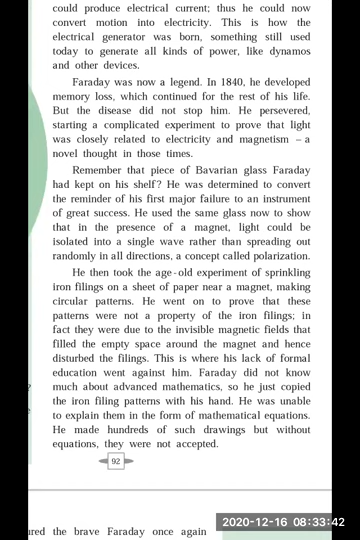 could produce electrical current; thus he could now
convert motion into electricity. This is how the
electrical generator was born, something still used
today to generate all kinds of power, like dynamos
and other devices.
Faraday was now a legend. In 1840, he developed
memory loss, which continued for the rest of his life.
But the disease did not stop him. He persevered,
starting a complicated experiment to prove that light
was closely related to electricity and magnetism – a
novel thought in those times.
Remember that piece of Bavarian glass Faraday
had kept on his shelf? He was determined to convert
the reminder of his first major failure to an instrument
of great success. He used the same glass now to show
that in the presence of a magnet, light could be
isolated into a single wave rather than spreading out
randomly in all directions, a concept called polarization.
He then took the age-old experiment of sprinkling
iron filings on a sheet of paper near a magnet, making
circular patterns. He went on to prove that these
patterns were not a property of the iron filings; in
fact they were due to the invisible magnetic fields that
filled the empty space around the magnet and hence
disturbed the filings. This is where his lack of formal
education went against him. Faraday did not know
much about advanced mathematics, so he just copied
? 
the iron filing patterns with his hand. He was unable
e
to explain them in the form of mathematical equations.
He made hundreds of such drawings but without
equations, they were not accepted.
92
2020-12-16 08:33:42
ured the brave Faraday once again